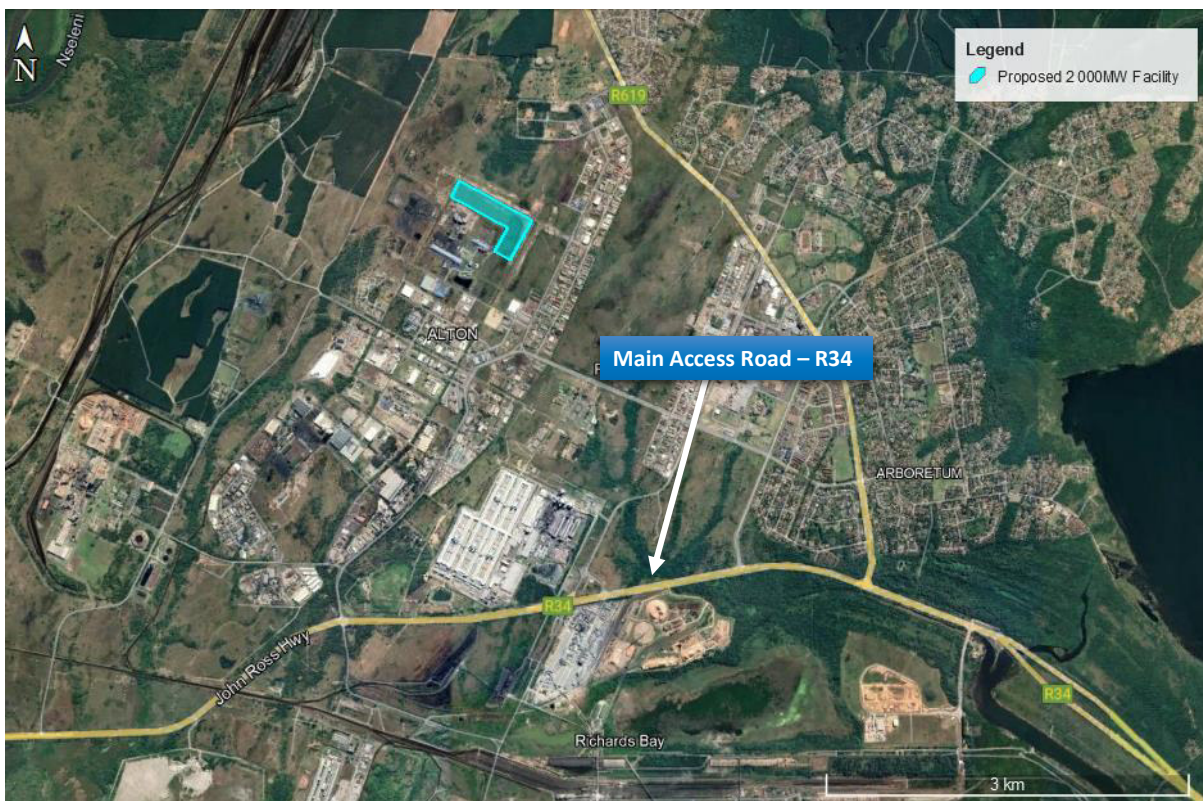 N
Nseleni
Legend
Proposed 2 000MW Facility
R619
ALTON
Main Access Road – R34
ARBORETUM
R34
John Ross Hwy
R34
Richards Bay
3 km